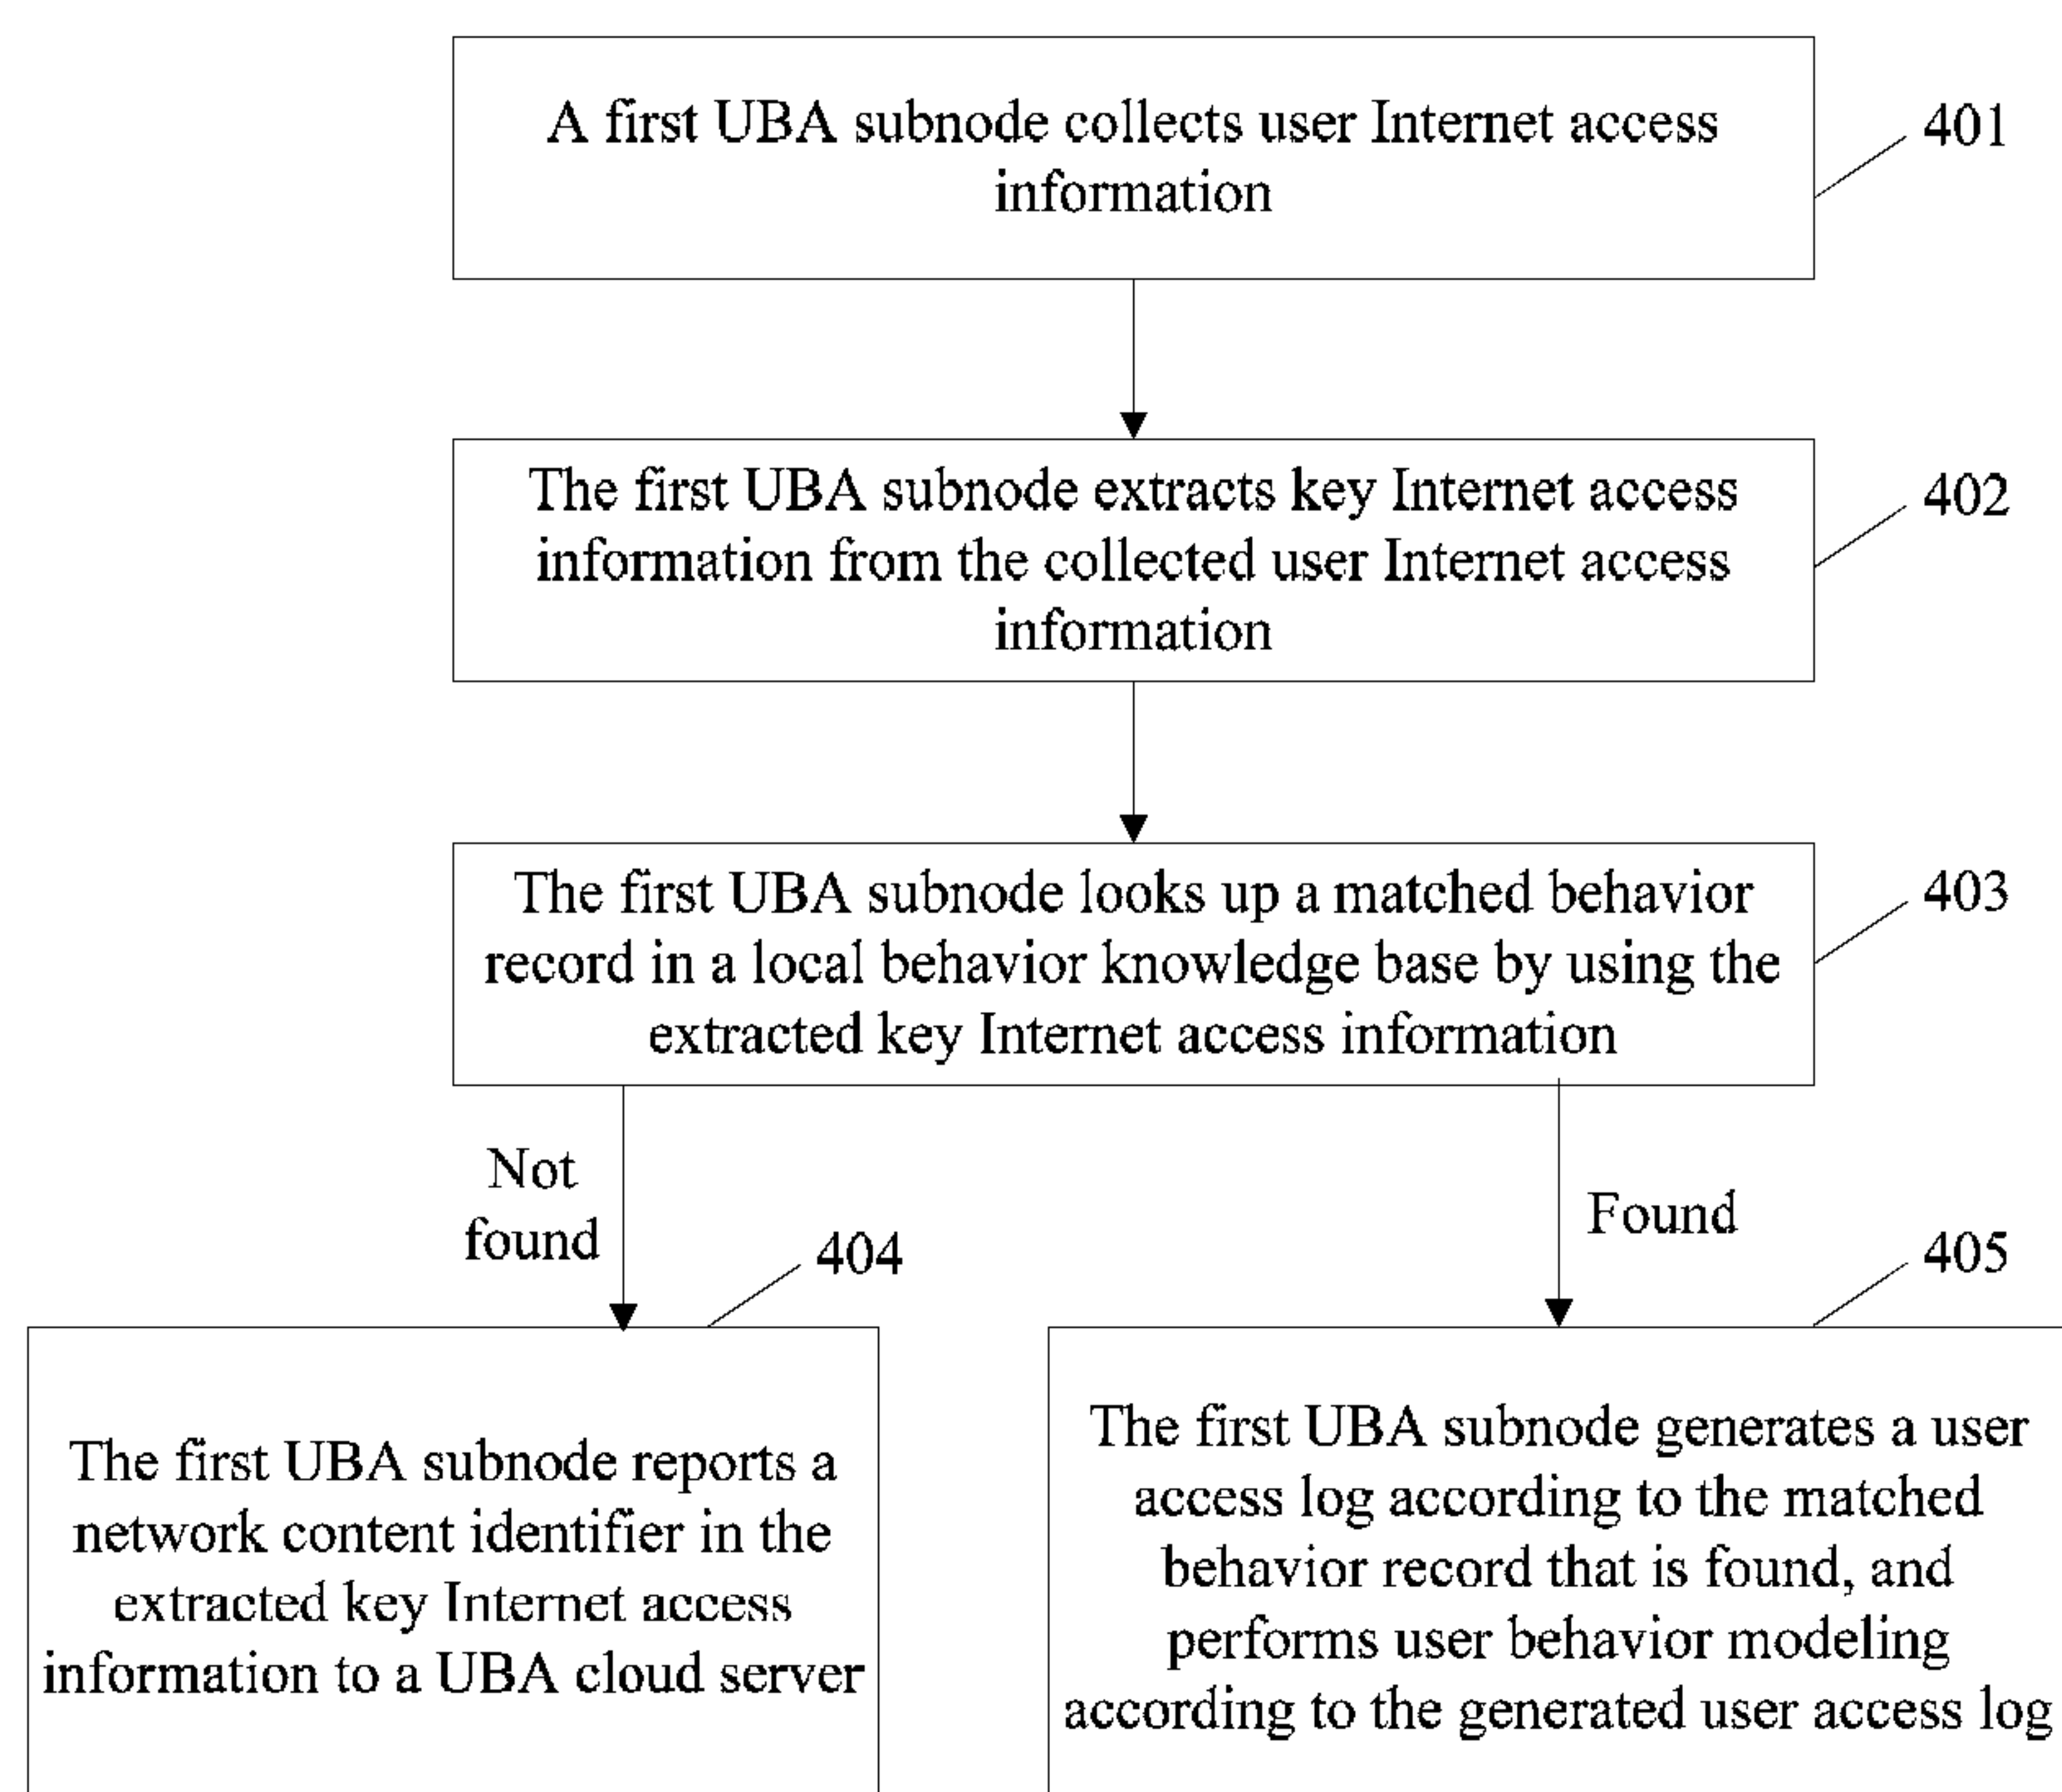 A first UBA subnode collects user Internet access
information
401
The first UBA subnode extracts key Internet access
information from the collected user Internet access
information
402
The first UBA subnode looks up a matched behavior
record in a local behavior knowledge base by using the
extracted key Internet access information
403
Not
found
Found
404
405
The first UBA subnode reports a
network content identifier in the
extracted key Internet access
information to a UBA cloud server
The first UBA subnode generates a user
access log according to the matched
behavior record that is found, and
performs user behavior modeling
according to the generated user access log